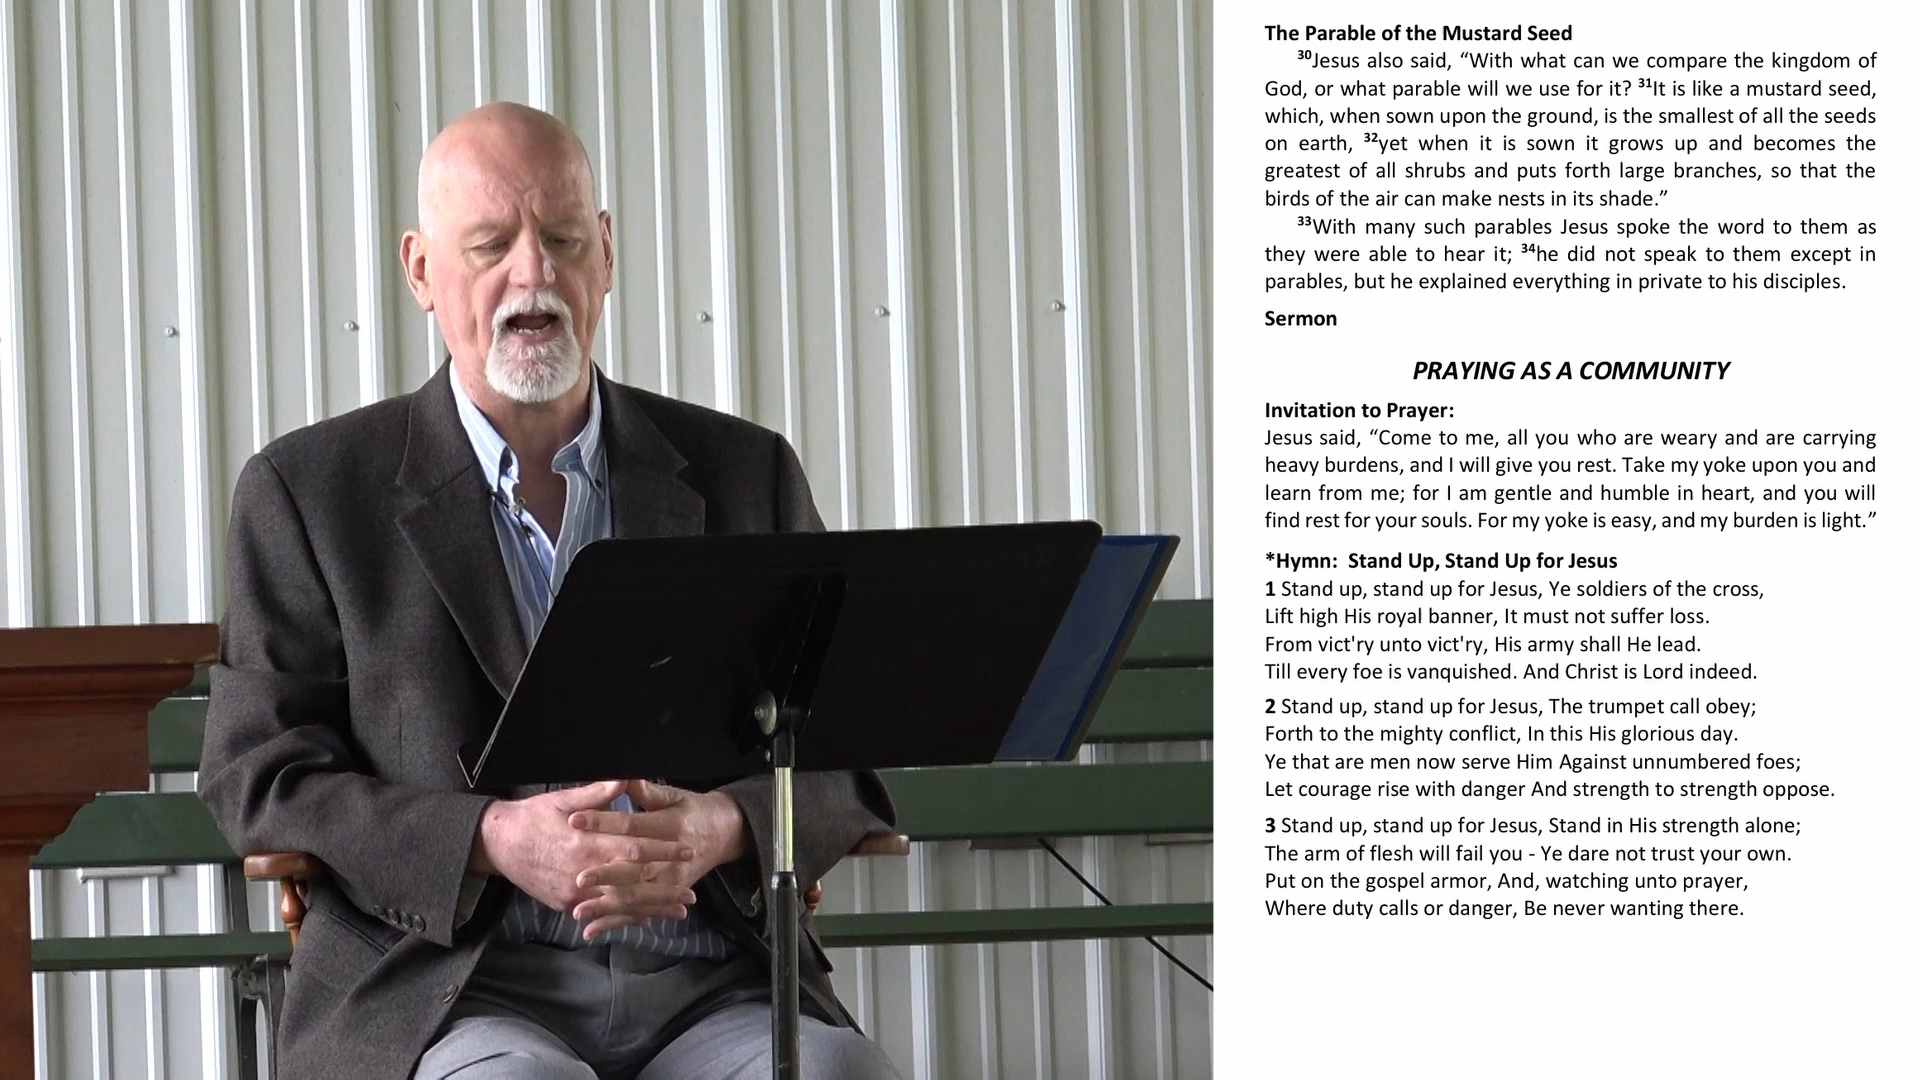 The Parable of the Mustard Seed
³⁰Jesus also said, “With what can we compare the kingdom of
God, or what parable will we use for it? ³¹It is like a mustard seed,
which, when sown upon the ground, is the smallest of all the seeds
on earth, ³²yet when it is sown it grows up and becomes the
greatest of all shrubs and puts forth large branches, so that the
birds of the air can make nests in its shade.”
³³With many such parables Jesus spoke the word to them as
they were able to hear it; ³⁴he did not speak to them except in
parables, but he explained everything in private to his disciples.
Sermon
PRAYING AS A COMMUNITY
Invitation to Prayer:
Jesus said, “Come to me, all you who are weary and are carrying
heavy burdens, and I will give you rest. Take my yoke upon you and
learn from me; for I am gentle and humble in heart, and you will
find rest for your souls. For my yoke is easy, and my burden is light.”
*Hymn:  Stand Up, Stand Up for Jesus
1 Stand up, stand up for Jesus, Ye soldiers of the cross,
Lift high His royal banner, It must not suffer loss.
From vict'ry unto vict'ry, His army shall He lead.
Till every foe is vanquished. And Christ is Lord indeed.
2 Stand up, stand up for Jesus, The trumpet call obey;
Forth to the mighty conflict, In this His glorious day.
Ye that are men now serve Him Against unnumbered foes;
Let courage rise with danger And strength to strength oppose.
3 Stand up, stand up for Jesus, Stand in His strength alone;
The arm of flesh will fail you - Ye dare not trust your own.
Put on the gospel armor, And, watching unto prayer,
Where duty calls or danger, Be never wanting there.